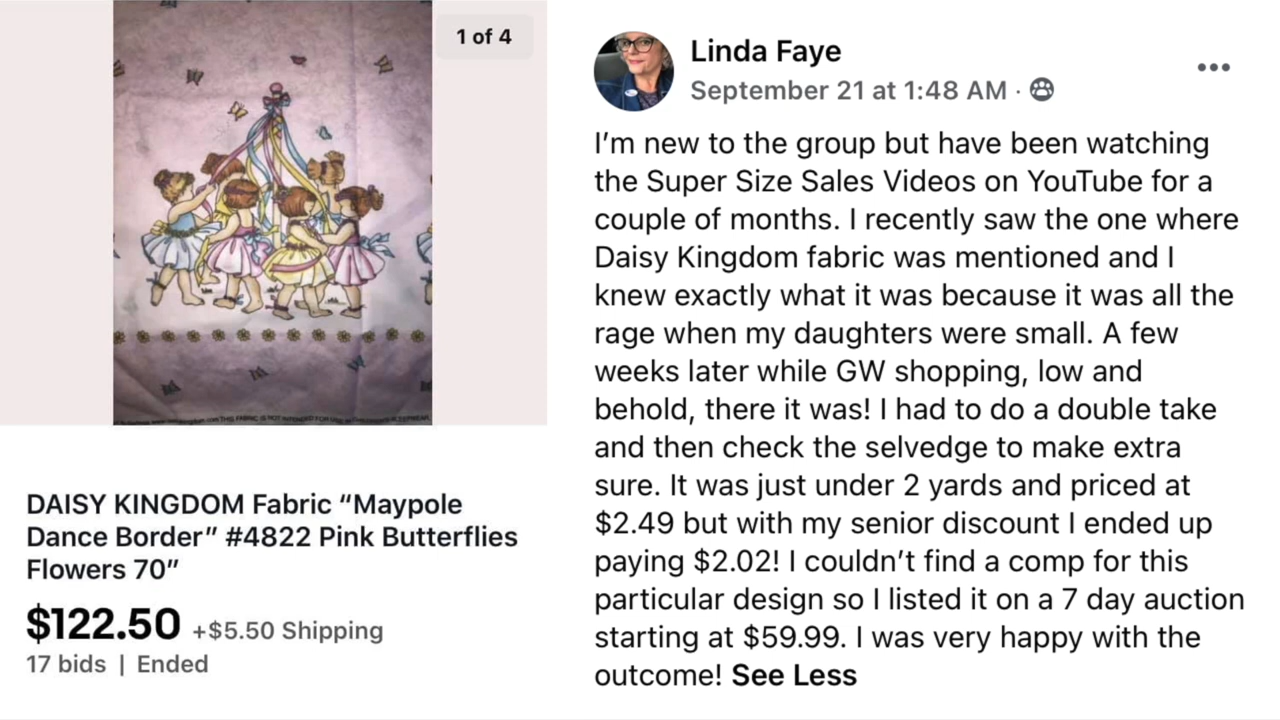 1 of 4
DAISY KINGDOM Fabric “Maypole
Dance Border” #4822 Pink Butterflies
Flowers 70”
$122.50 +$5.50 Shipping
17 bids | Ended
Linda Faye
September 21 at 1:48 AM ·
I’m new to the group but have been watching
the Super Size Sales Videos on YouTube for a
couple of months. I recently saw the one where
Daisy Kingdom fabric was mentioned and I
knew exactly what it was because it was all the
rage when my daughters were small. A few
weeks later while GW shopping, low and
behold, there it was! I had to do a double take
and then check the selvedge to make extra
sure. It was just under 2 yards and priced at
$2.49 but with my senior discount I ended up
paying $2.02! I couldn’t find a comp for this
particular design so I listed it on a 7 day auction
starting at $59.99. I was very happy with the
outcome! See Less